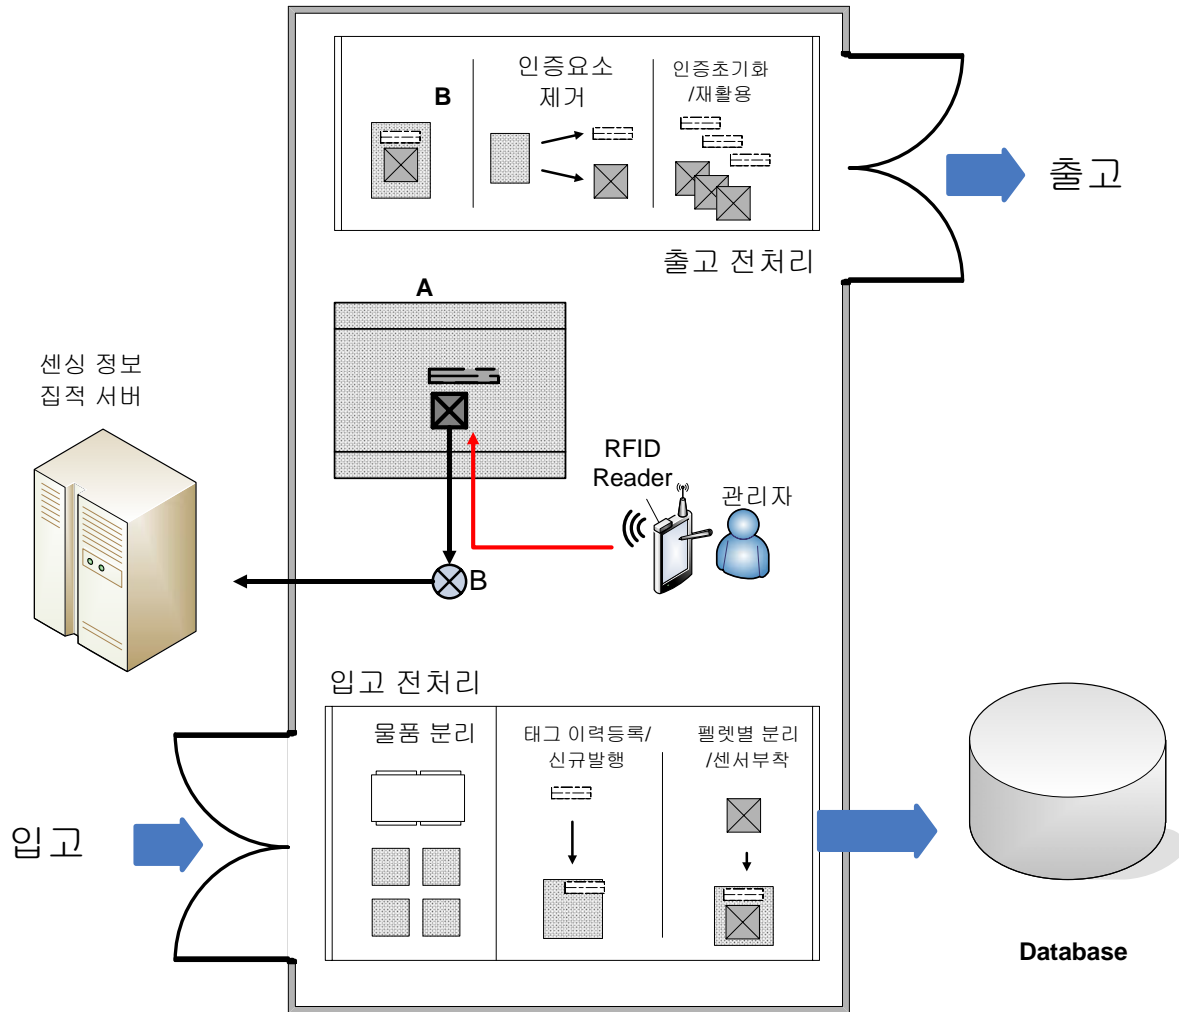 인증요소
제거
인증초기화
/재활용
B
출고
출고 전처리
A
센싱 정보
집적 서버
RFID
Reader
관리자
B
입고 전처리
물품 분리
태그 이력등록/
신규발행
펠렛별 분리
/센서부착
입고
Database